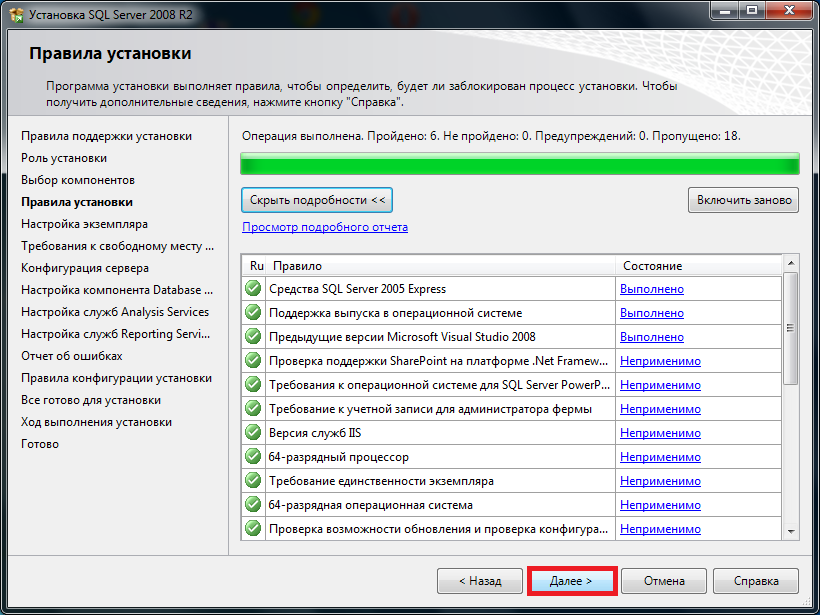 Установка SQL Server 2008 R2
Правила установки
Программа установки выполняет правила, чтобы определить, будет ли заблокирован процесс установки. Чтобы
получить дополнительные сведения, нажмите кнопку "Справка".
Правила поддержки установки
Роль установки
Выбор компонентов
Правила установки
Настройка экземпляра
Требования к свободному месту ...
Конфигурация сервера
Настройка компонента Database ...
Настройка служб Analysis Services
Настройка служб Reporting Servi...
Отчет об ошибках
Правила конфигурации установки
Все готово для установки
Ход выполнения установки
Готово
Операция выполнена. Пройдено: 6. Не пройдено: 0. Предупреждений: 0. Пропущено: 18.
Скрыть подробности << Включить заново
Просмотр подробного отчета
Ru Правило Состояние
Средства SQL Server 2005 Express Выполнено
Поддержка выпуска в операционной системе Выполнено
Предыдущие версии Microsoft Visual Studio 2008 Выполнено
Проверка поддержки SharePoint на платформе .Net Framew... Неприменимо
Требования к операционной системе для SQL Server PowerP... Неприменимо
Требование к учетной записи для администратора фермы Неприменимо
Версия служб IIS Неприменимо
64-разрядный процессор Неприменимо
Требование единственности экземпляра Неприменимо
64-разрядная операционная система Неприменимо
Проверка возможности обновления и проверка конфигура... Неприменимо
< Назад Далее > Отмена Справка